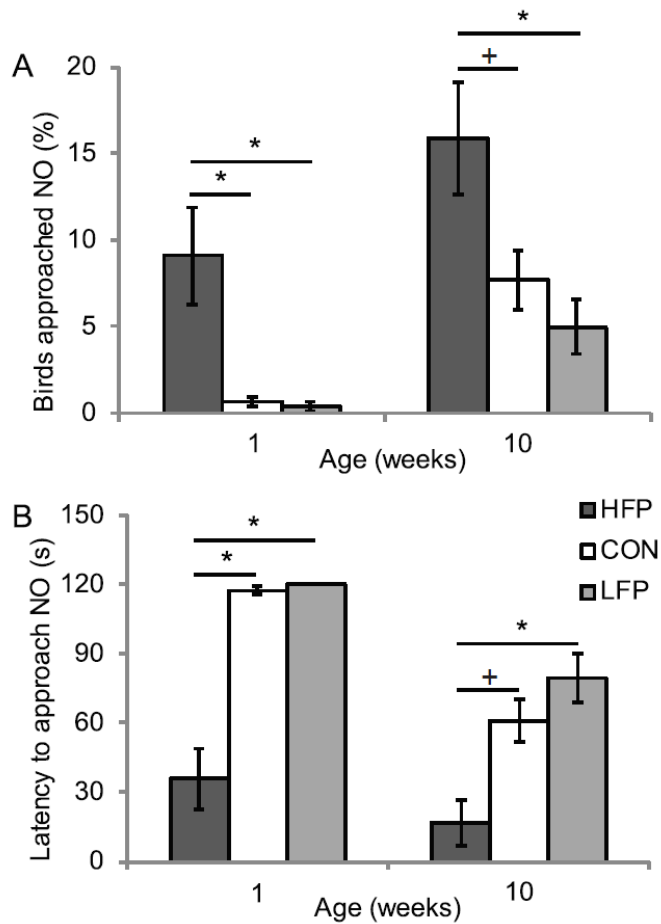 A
Birds approached NO (%)
20
15
10
5
0
*
*
*
+
1
10
Age (weeks)
B
Latency to approach NO (s)
150
120
90
60
30
0
*
*
*
+
HFP
CON
LFP
1
10
Age (weeks)